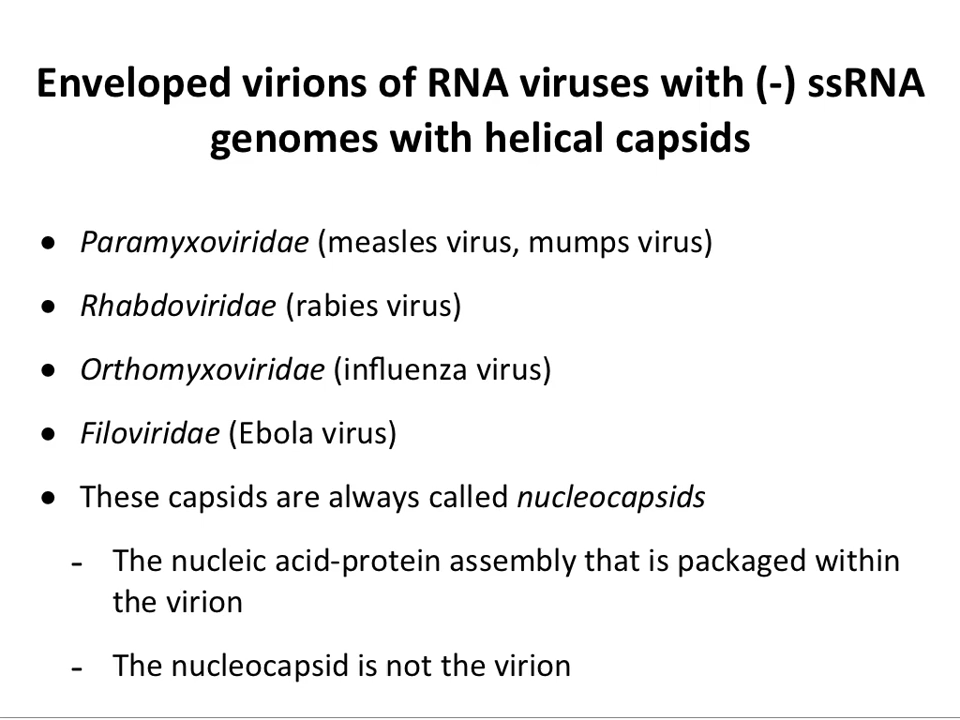 Enveloped virions of RNA viruses with (-) ssRNA
genomes with helical capsids
• Paramyxoviridae (measles virus, mumps virus)
• Rhabdoviridae (rabies virus)
• Orthomyxoviridae (influenza virus)
• Filoviridae (Ebola virus)
• These capsids are always called nucleocapsids
- The nucleic acid-protein assembly that is packaged within
the virion
- The nucleocapsid is not the virion